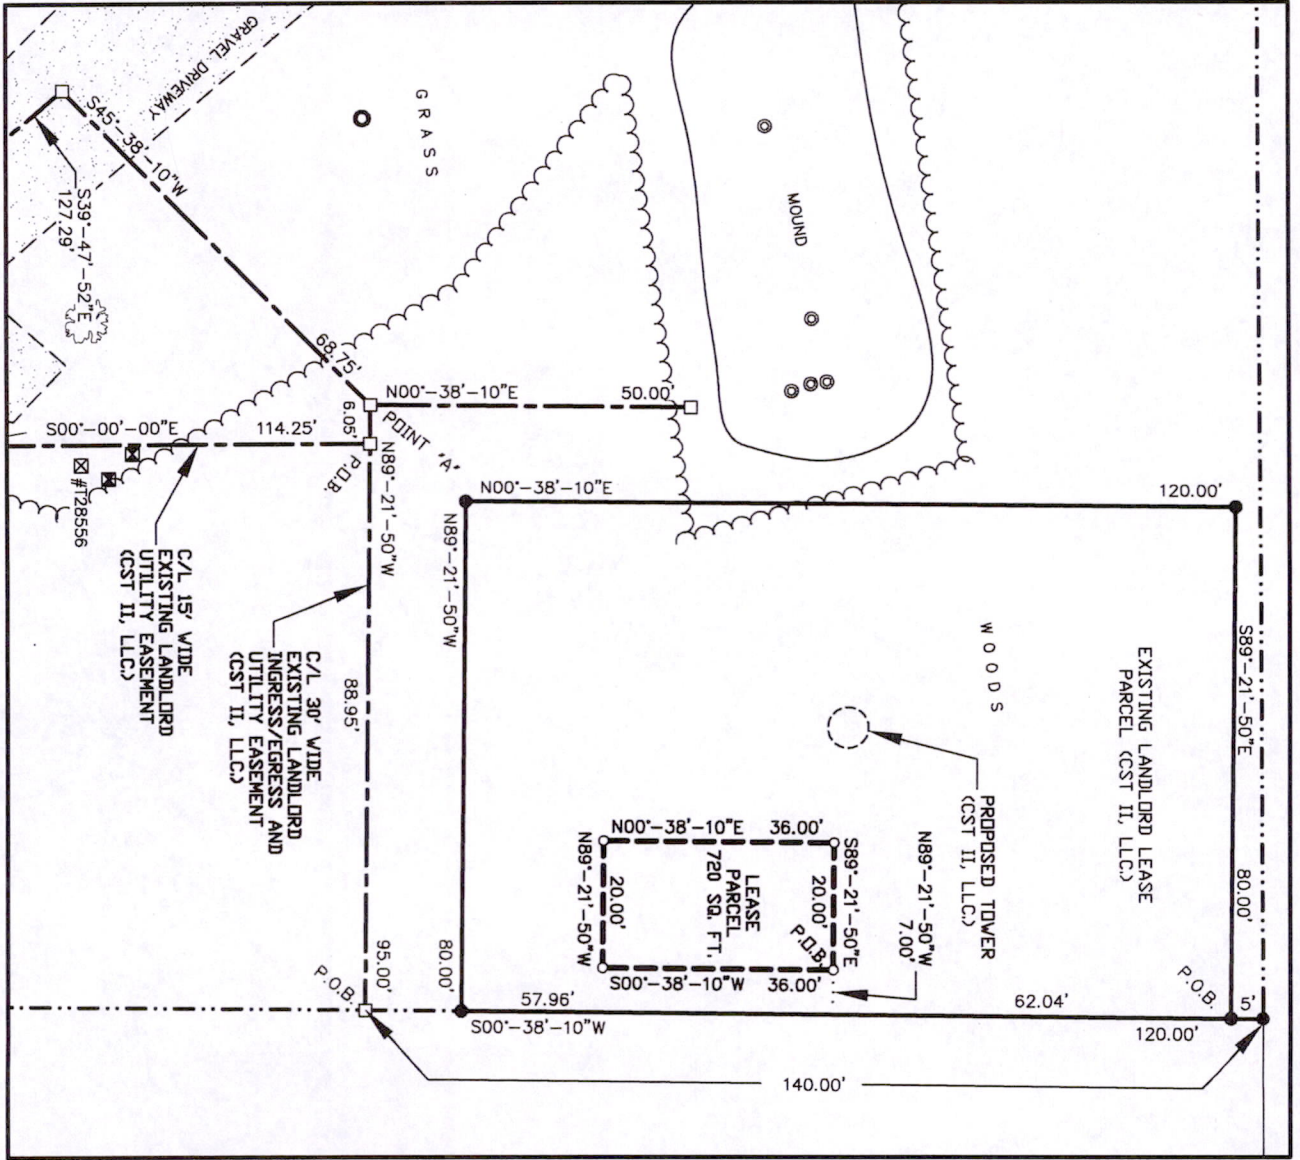 GRAVEL DRIVEWAY
GRASS
MOUND
S45°-38'-10"W
68.75'
S39°-47'-52"E
127.29'
N00°-38'-10"E
50.00'
6.05'
POINT "A"
S00°-00'-00"E
114.25'
P.O.B.
N89°-21'-50"W
#T28556
C/L 15' WIDE
EXISTING LANDLORD
UTILITY EASEMENT
(CST II, LLC.)
C/L 30' WIDE
EXISTING LANDLORD
INGRESS/EGRESS AND
UTILITY EASEMENT
(CST II, LLC.)
88.95'
95.00'
P.O.B.
N00°-38'-10"E
120.00'
N89°-21'-50"W
80.00'
S89°-21'-50"E
80.00'
WOODS
EXISTING LANDLORD LEASE
PARCEL (CST II, LLC.)
PROPOSED TOWER
(CST II, LLC.)
N89°-21'-50"W
7.00'
N00°-38'-10"E
36.00'
S89°-21'-50"E
20.00'
P.O.B.
LEASE
PARCEL
720 SQ. FT.
N89°-21'-50"W
20.00'
S00°-38'-10"W
36.00'
57.96'
62.04'
S00°-38'-10"W
120.00'
P.O.B.
5'
140.00'